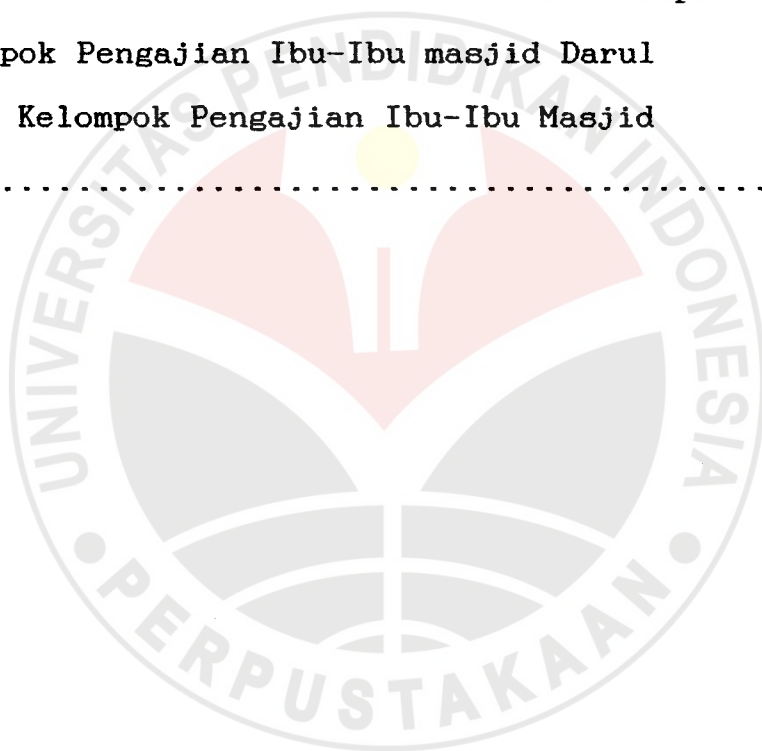 pok Pengajian Ibu-Ibu masjid Darul
Kelompok Pengajian Ibu-Ibu Masjid
..............................................
UNIVERSITAS PENDIDIKAN INDONESIA
PERPUSTAKAAN